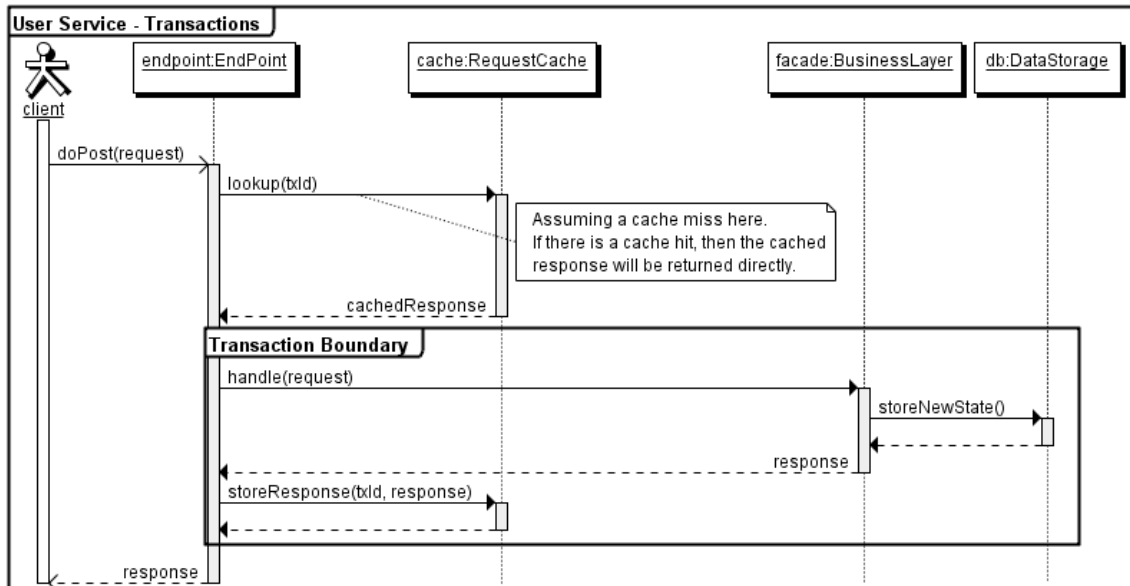 User Service - Transactions
client
endpoint:EndPoint
cache:RequestCache
facade:BusinessLayer
db:DataStorage
doPost(request)
lookup(txId)
Assuming a cache miss here.
If there is a cache hit, then the cached
response will be returned directly.
cachedResponse
Transaction Boundary
handle(request)
storeNewState()
response
storeResponse(txId, response)
response